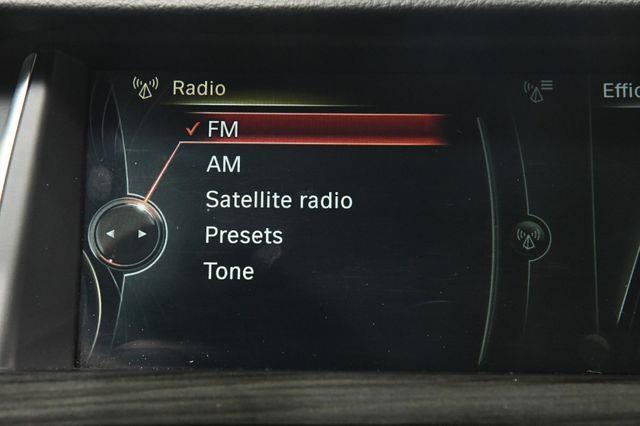 Radio
FM
AM
Satellite radio
Presets
Tone